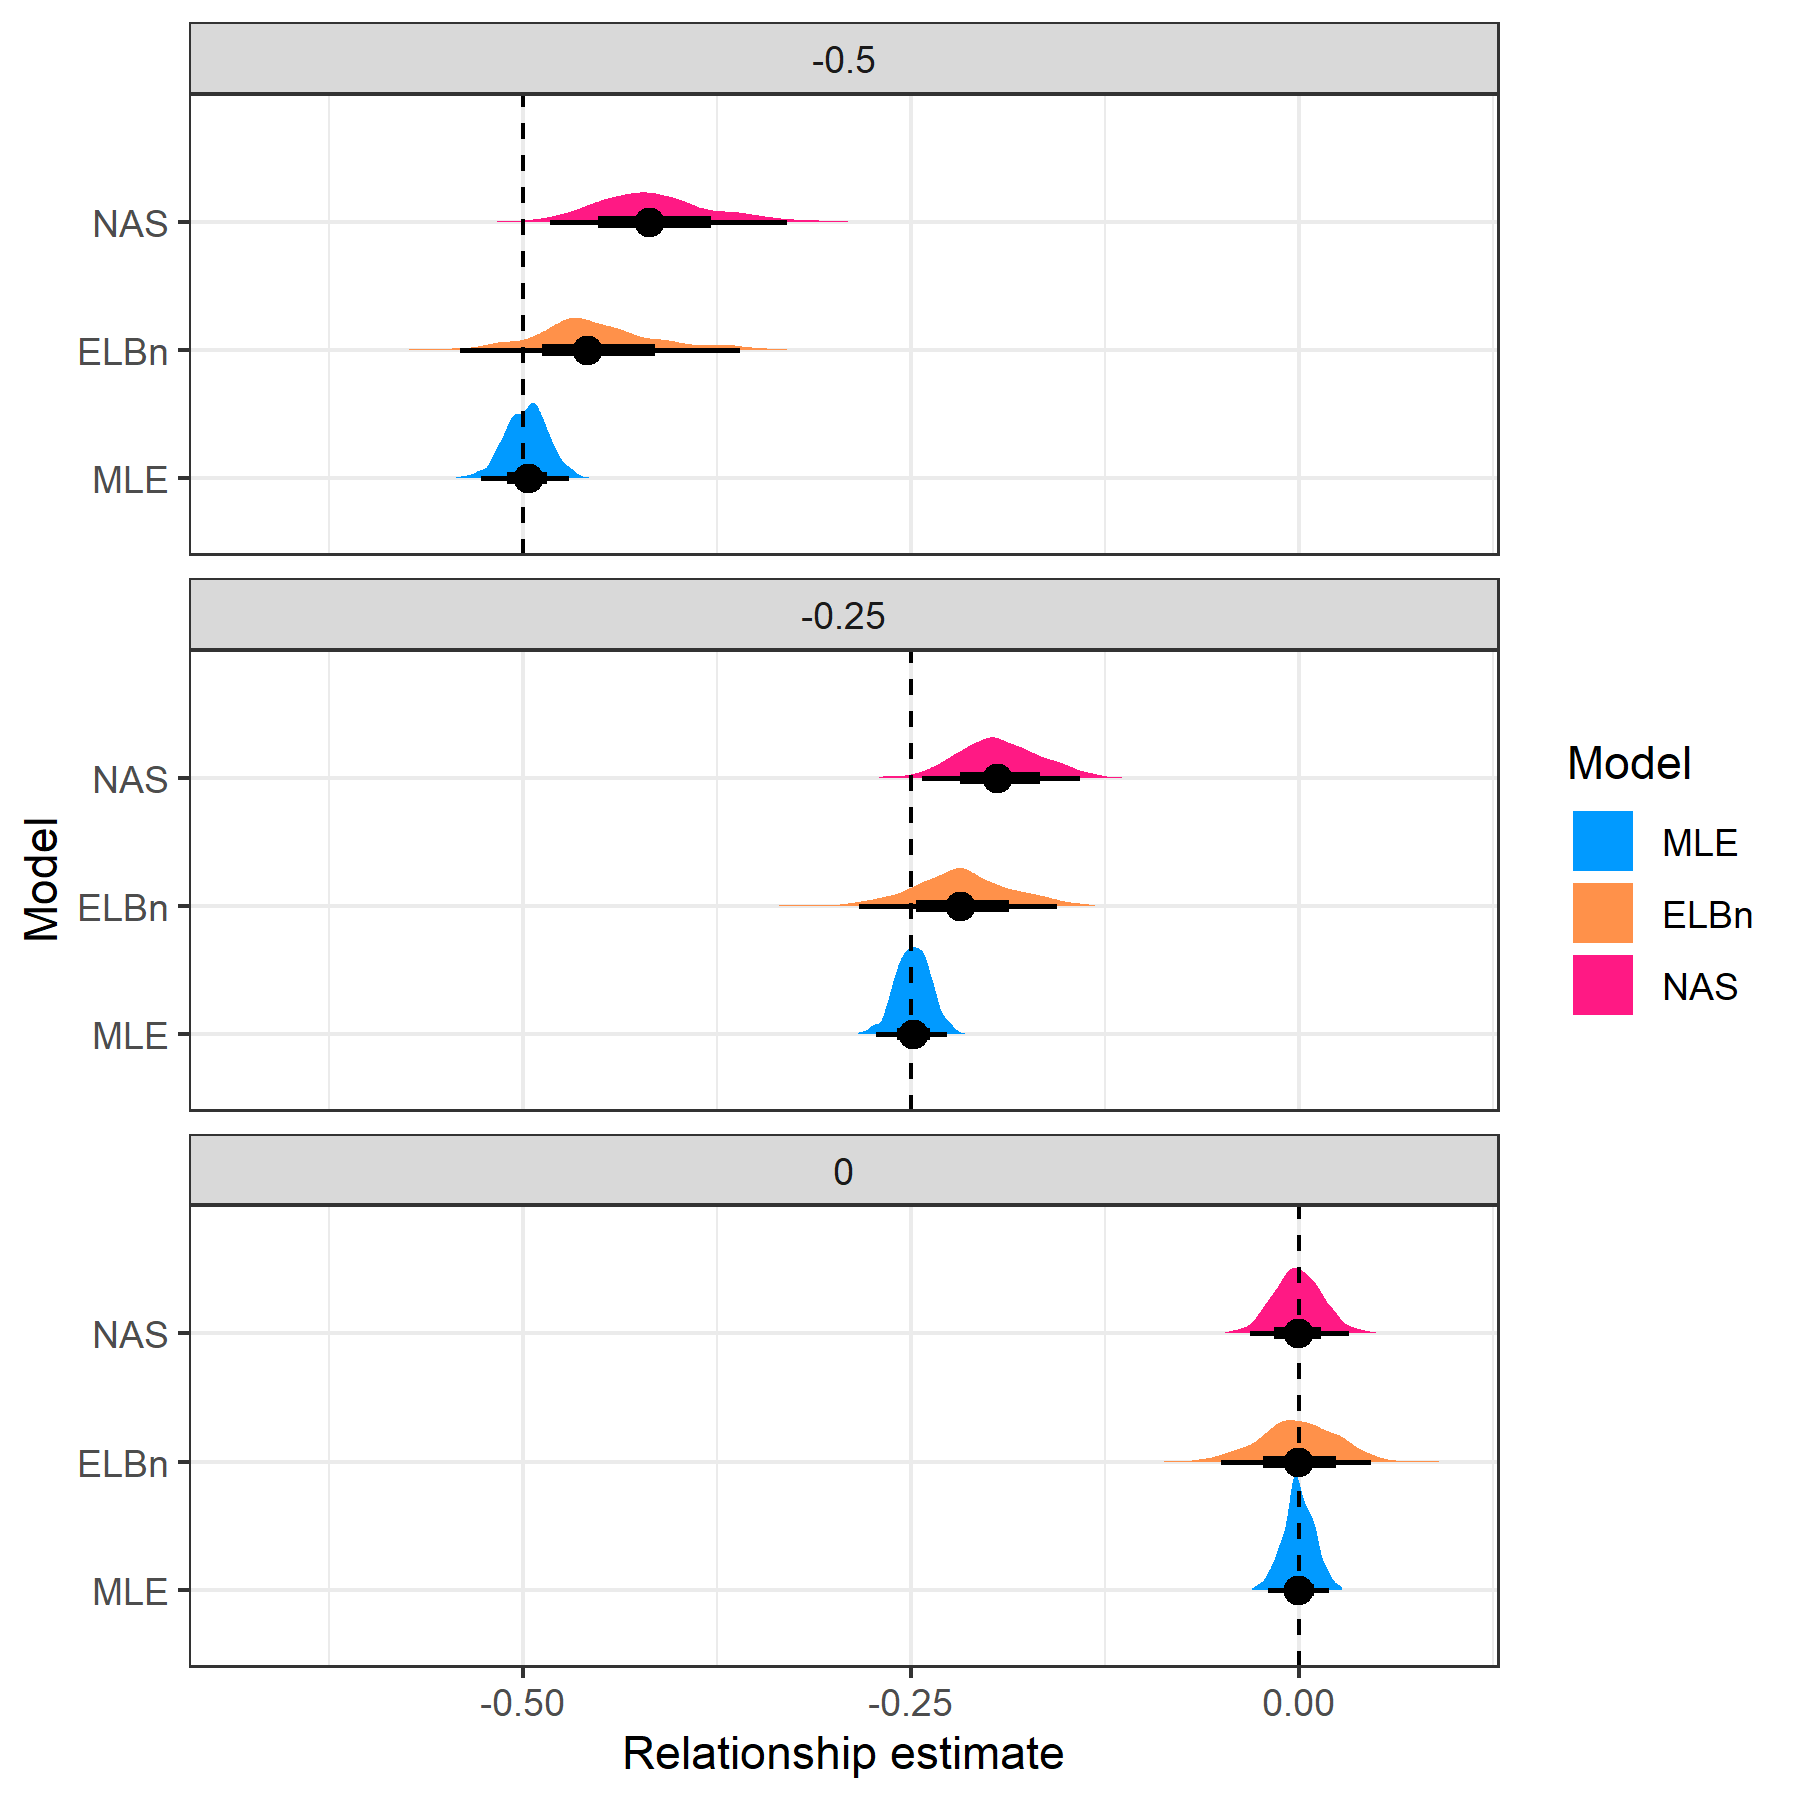 -0.5
NAS
ELBn
MLE
-0.25
NAS
ELBn
MLE
0
NAS
ELBn
MLE
-0.50 -0.25 0.00
Relationship estimate
Model
Model
MLE
ELBn
NAS